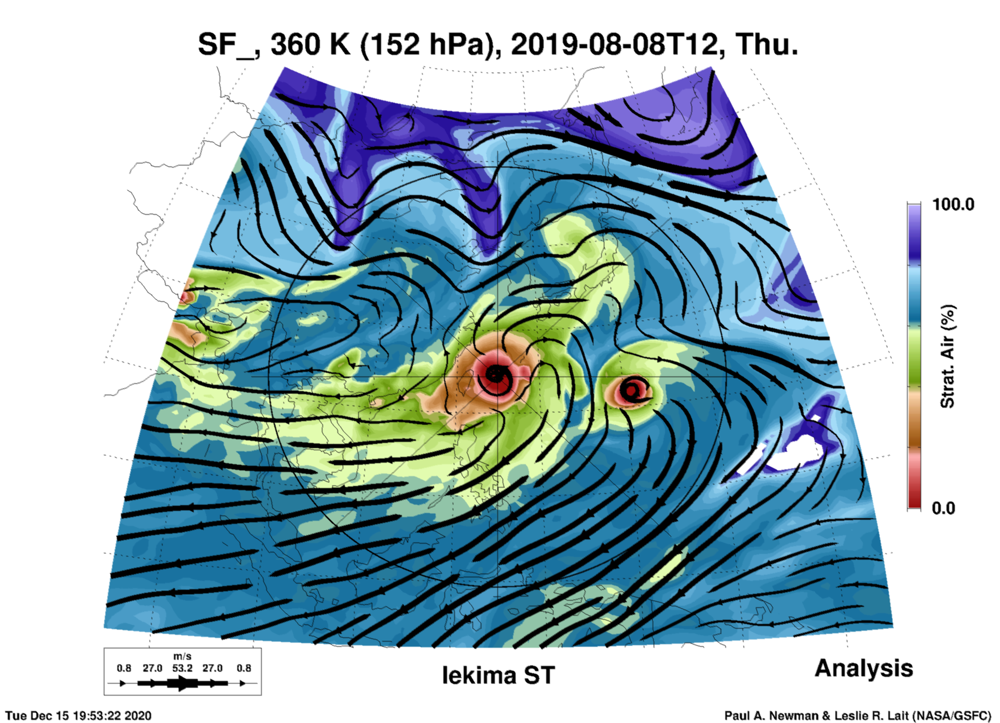 SF_, 360 K (152 hPa), 2019-08-08T12, Thu.
100.0
Strat. Air (%)
0.0
m/s
0.8 27.0 53.2 27.0 0.8
lekima ST
Analysis
Tue Dec 15 19:53:22 2020
Paul A. Newman & Leslie R. Lait (NASA/GSFC)